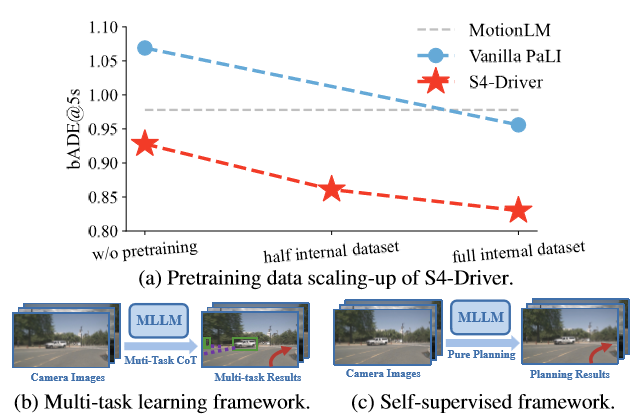 1.10
1.05
1.00
0.95
0.90
0.85
0.80
bADE@5s
MotionLM
Vanilla PaLI
S4-Driver
w/o pretraining
half internal dataset
full internal dataset
(a) Pretraining data scaling-up of S4-Driver.
MLLM
Muti-Task CoT
Camera Images
Multi-task Results
MLLM
Pure Planning
Camera Images
Planning Results
(b) Multi-task learning framework.
(c) Self-supervised framework.